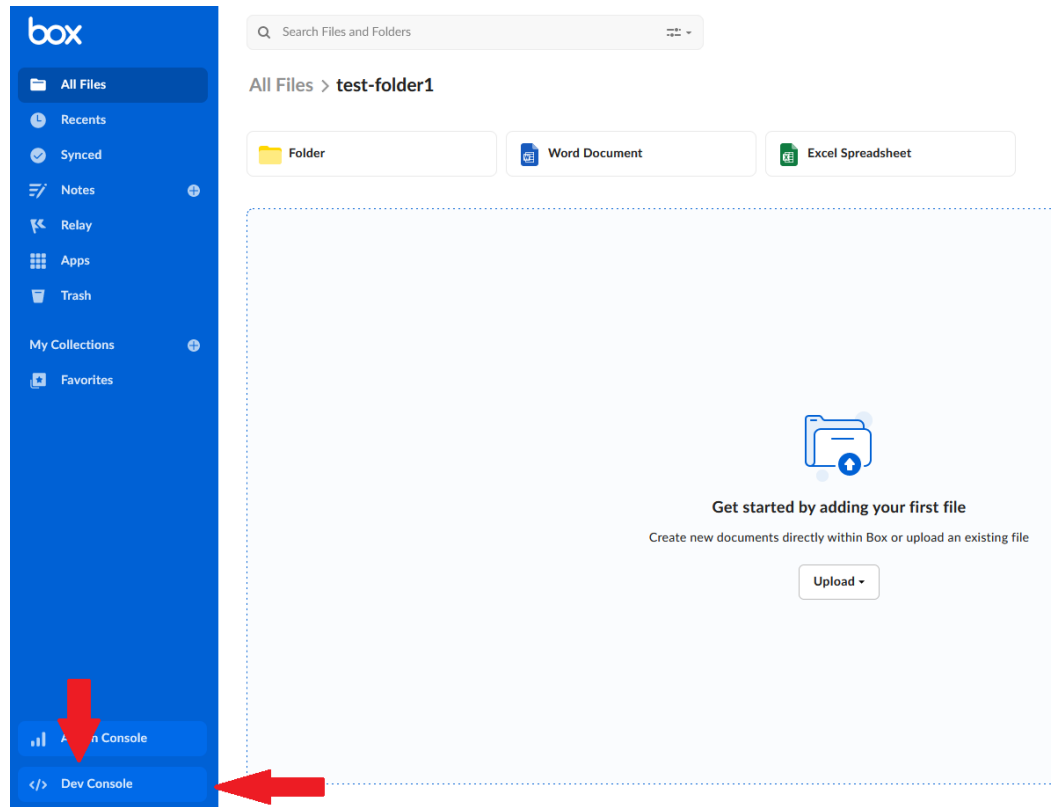 box
Search Files and Folders
All Files > test-folder1
All Files
Recents
Synced
Notes
Relay
Apps
Trash
My Collections
Favorites
Folder
Word Document
Excel Spreadsheet
Get started by adding your first file
Create new documents directly within Box or upload an existing file
Upload
Console
</> Dev Console